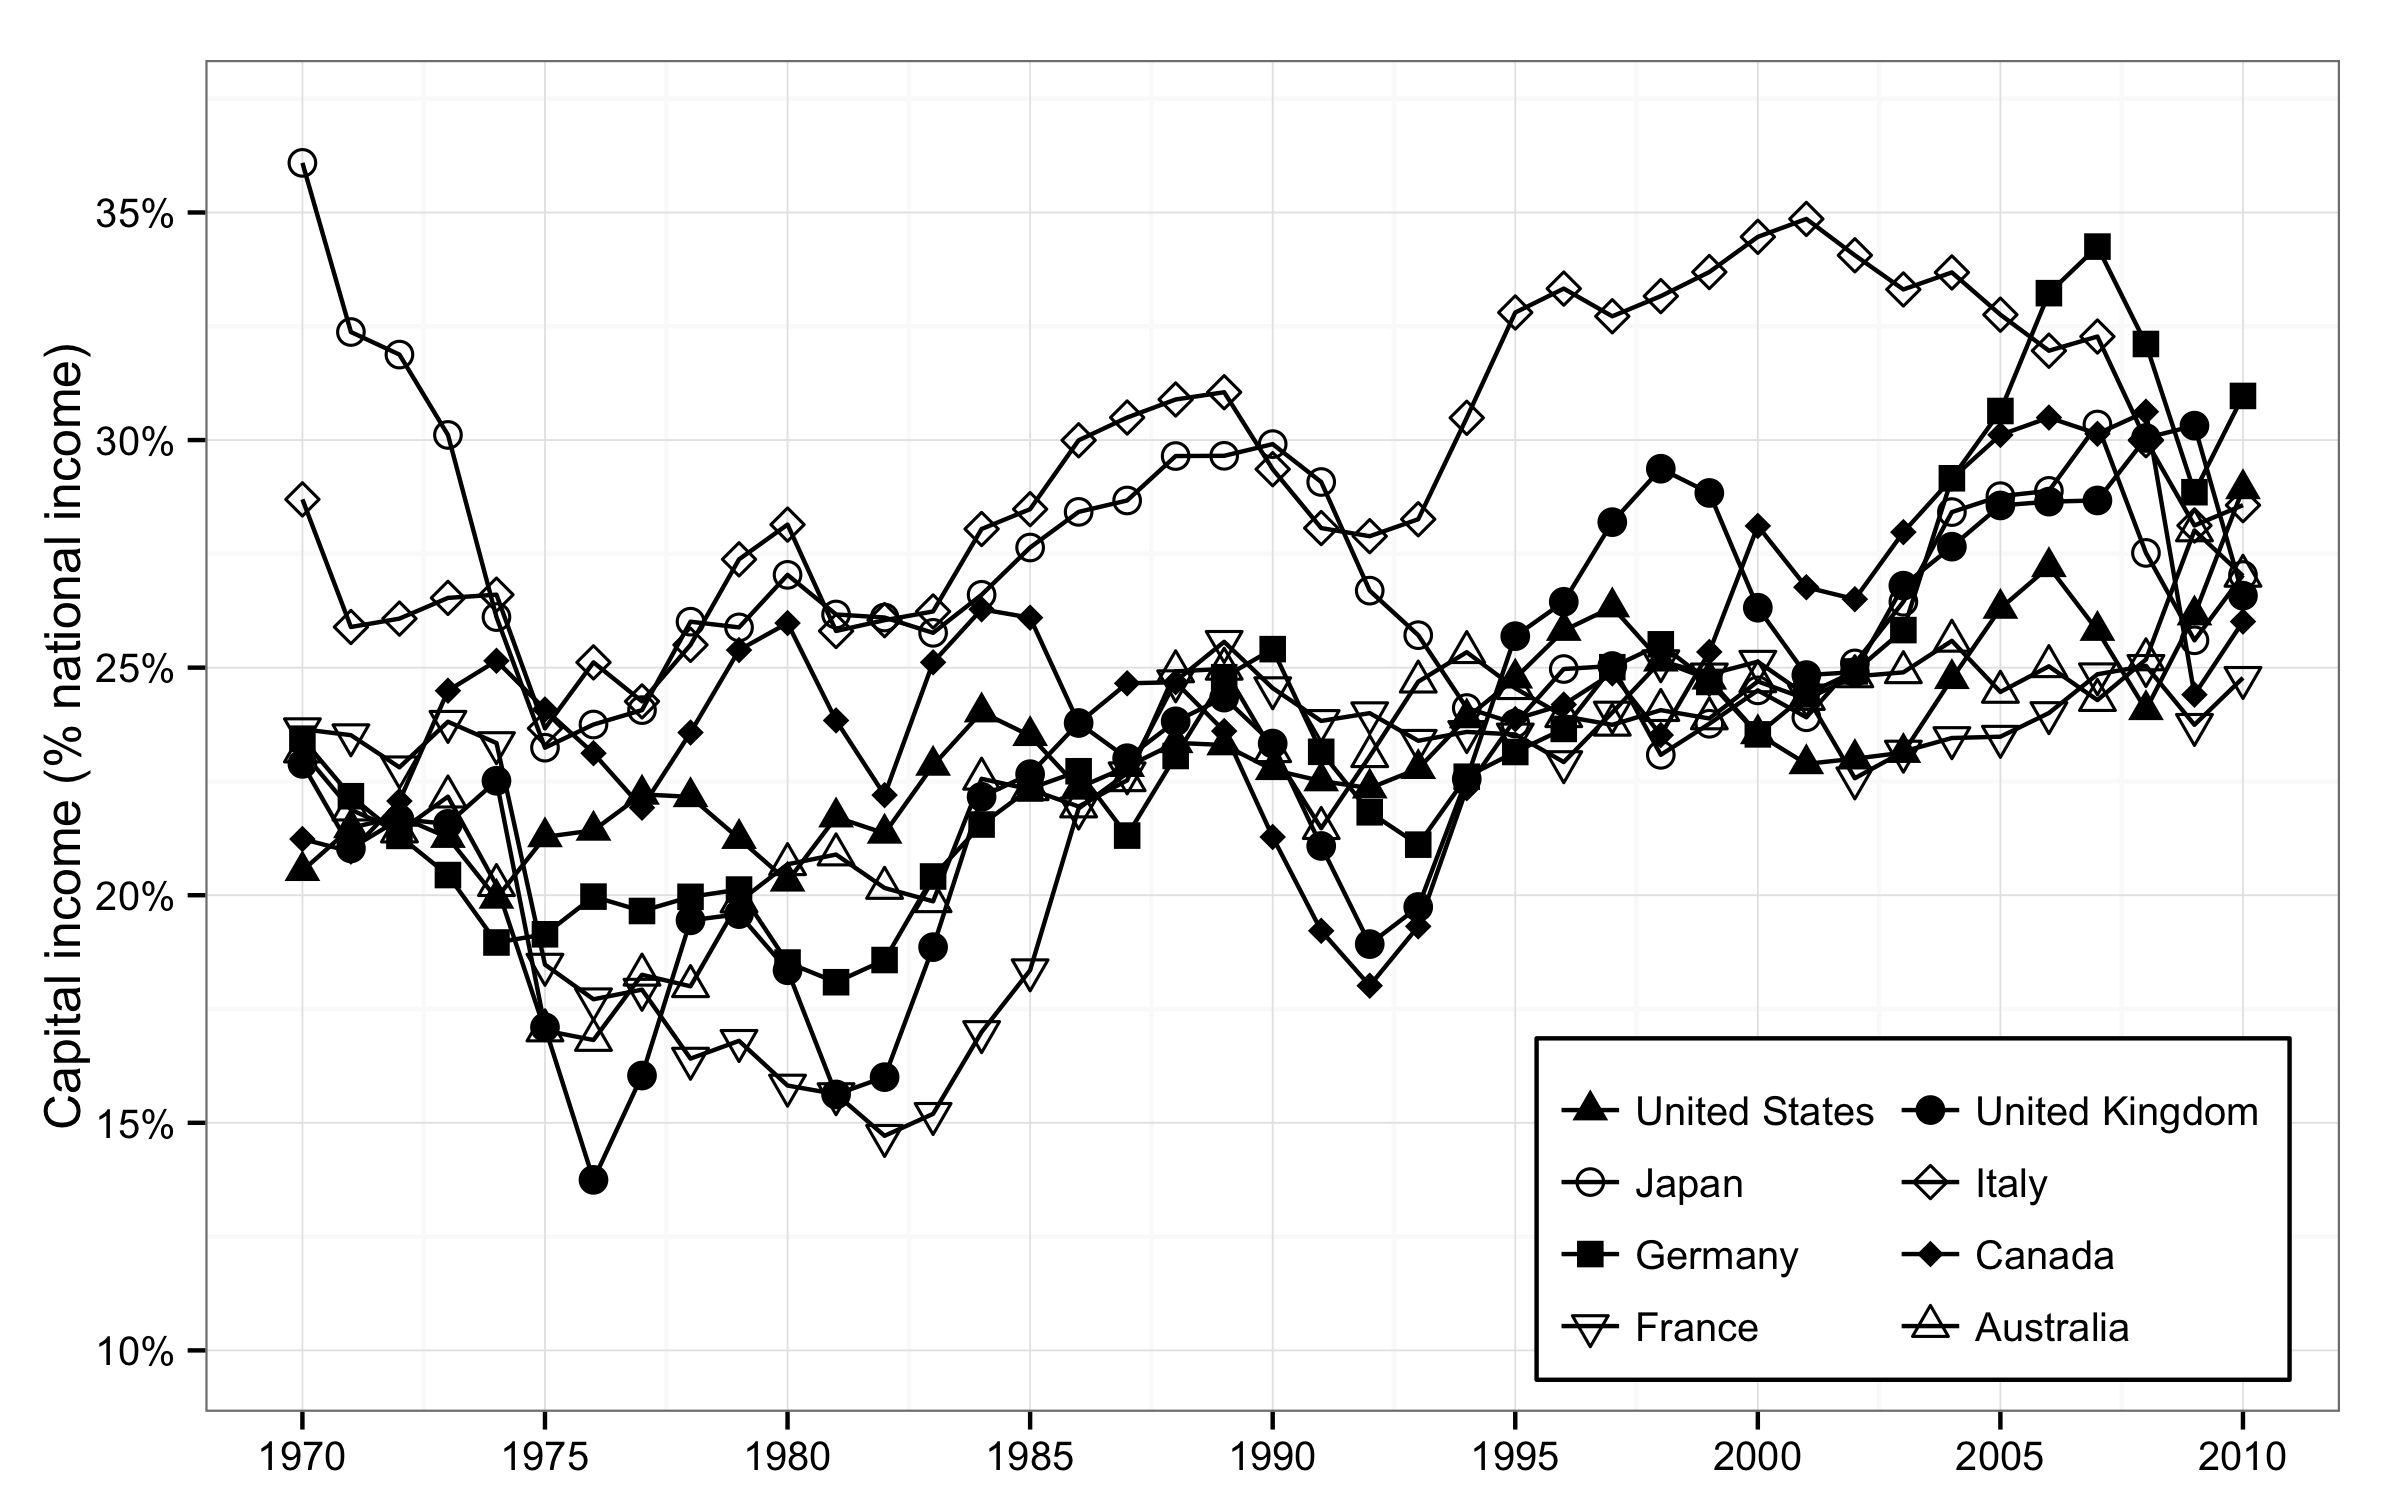 Capital income (% national income)
35%
30%
25%
20%
15%
10%
United States United Kingdom
Japan Italy
Germany Canada
France Australia
1970 1975 1980 1985 1990 1995 2000 2005 2010